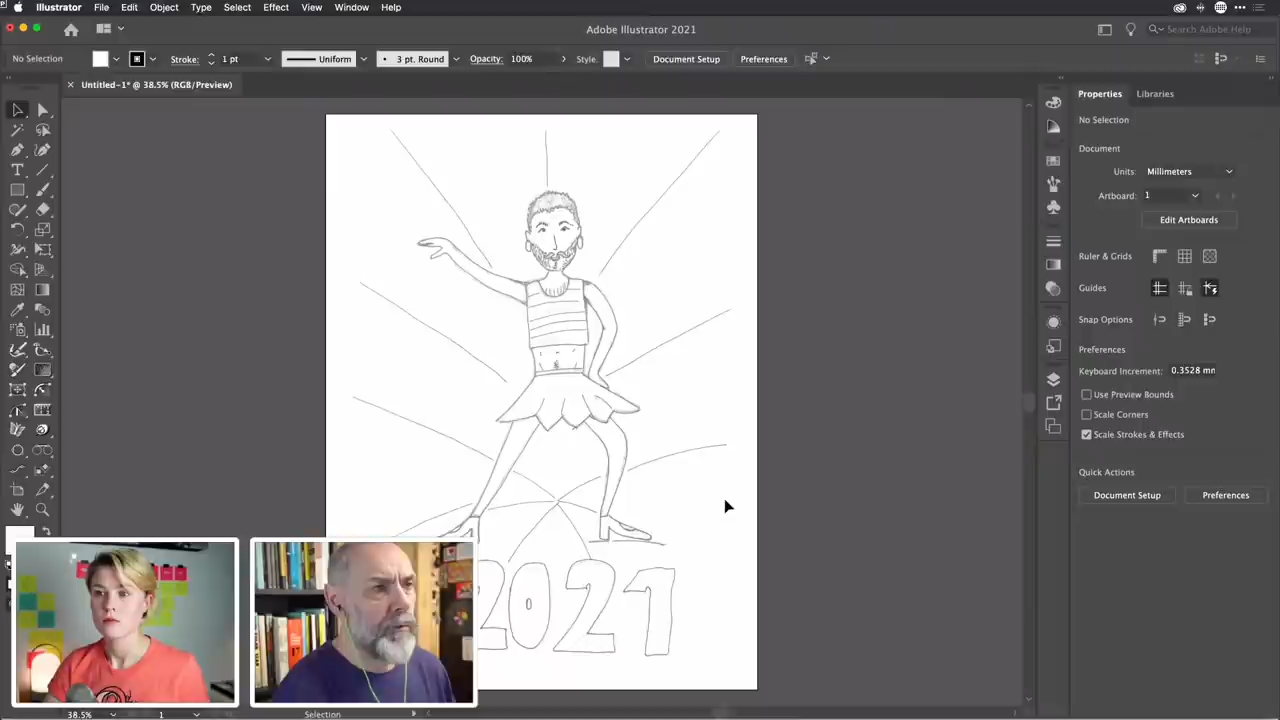 Illustrator File Edit Object Type Select Effect View Window Help
Adobe Illustrator 2021
Search Adobe Help
No Selection
Stroke: 1 pt Uniform 3 pt. Round Opacity: 100% Style: Document Setup Preferences
Untitled-1* @ 38.5% (RGB/Preview)
Properties Libraries
No Selection
Document
Units: Millimeters
Artboard: 1
Edit Artboards
Ruler & Grids
Guides
Snap Options
Preferences
Keyboard Increment: 0.3528 mm
Use Preview Bounds
Scale Corners
Scale Strokes & Effects
Quick Actions
Document Setup Preferences
2021
38.5% 1 Selection